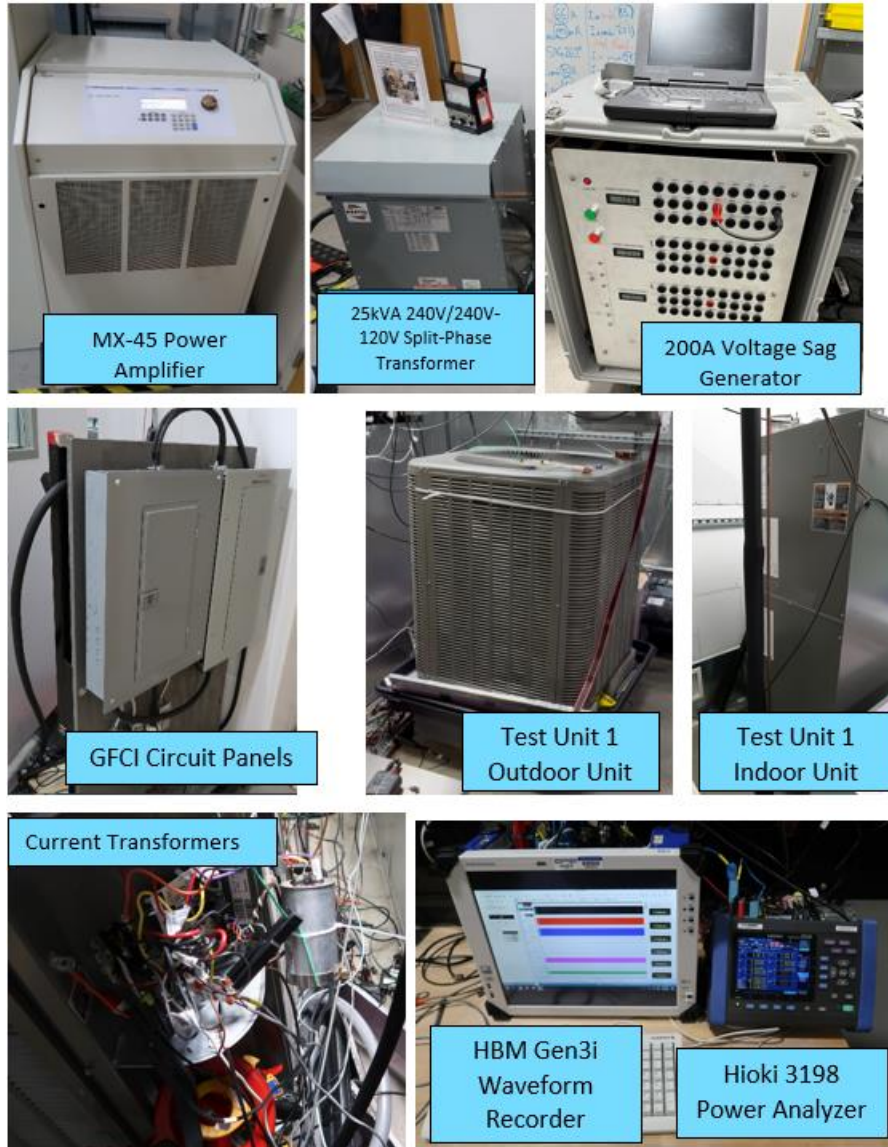 MX-45 Power
Amplifier
25kVA 240V/240V-
120V Split-Phase
Transformer
200A Voltage Sag
Generator
GFCI Circuit Panels
Test Unit 1
Outdoor Unit
Test Unit 1
Indoor Unit
Current Transformers
HBM Gen3i
Waveform
Recorder
Hioki 3198
Power Analyzer